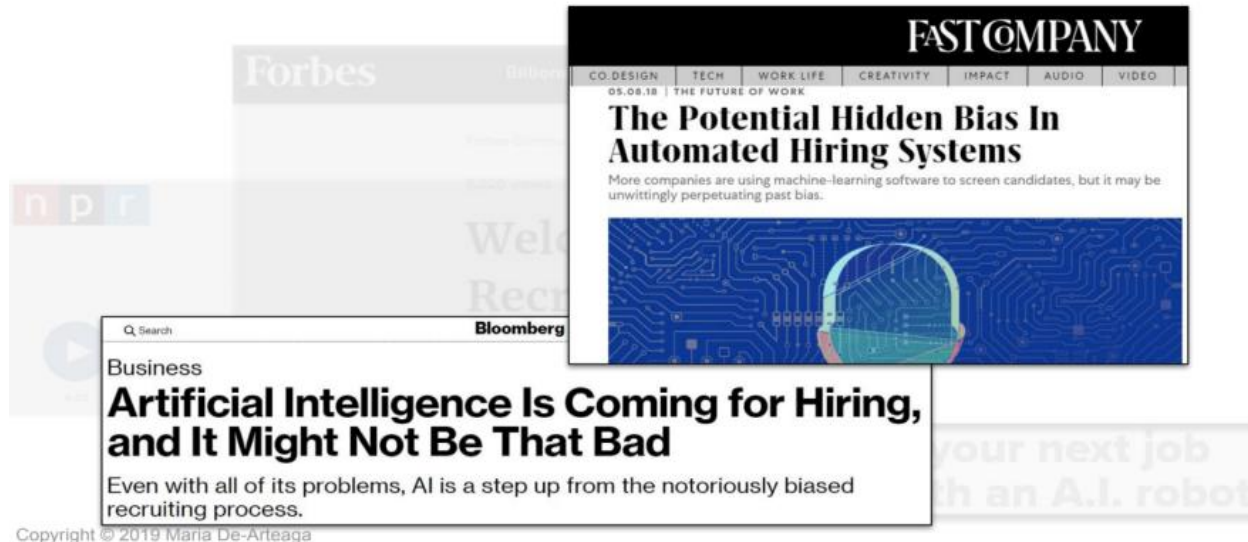 FAST COMPANY
CO.DESIGN TECH WORK LIFE CREATIVITY IMPACT AUDIO VIDEO
05.08.18 | THE FUTURE OF WORK
The Potential Hidden Bias In
Automated Hiring Systems
More companies are using machine-learning software to screen candidates, but it may be
unwittingly perpetuating past bias.
Forbes
npr
Welc
Recr
Search
Bloomberg
Business
Artificial Intelligence Is Coming for Hiring,
and It Might Not Be That Bad
Even with all of its problems, AI is a step up from the notoriously biased
recruiting process.
your next job
th an A.I. robot
Copyright © 2019 Maria De-Arteaga